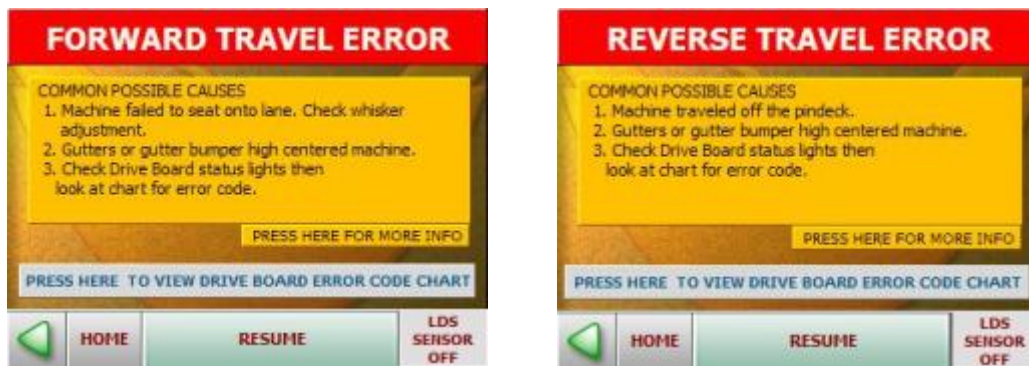 FORWARD TRAVEL ERROR
COMMON POSSIBLE CAUSES
1. Machine failed to seat onto lane. Check whisker
adjustment.
2. Gutters or gutter bumper high centered machine.
3. Check Drive Board status lights then
look at chart for error code.
PRESS HERE FOR MORE INFO
PRESS HERE TO VIEW DRIVE BOARD ERROR CODE CHART
HOME
RESUME
LDS
SENSOR
OFF
REVERSE TRAVEL ERROR
COMMON POSSIBLE CAUSES
1. Machine traveled off the pindeck.
2. Gutters or gutter bumper high centered machine.
3. Check Drive Board status lights then
look at chart for error code.
PRESS HERE FOR MORE INFO
PRESS HERE TO VIEW DRIVE BOARD ERROR CODE CHART
HOME
RESUME
LDS
SENSOR
OFF